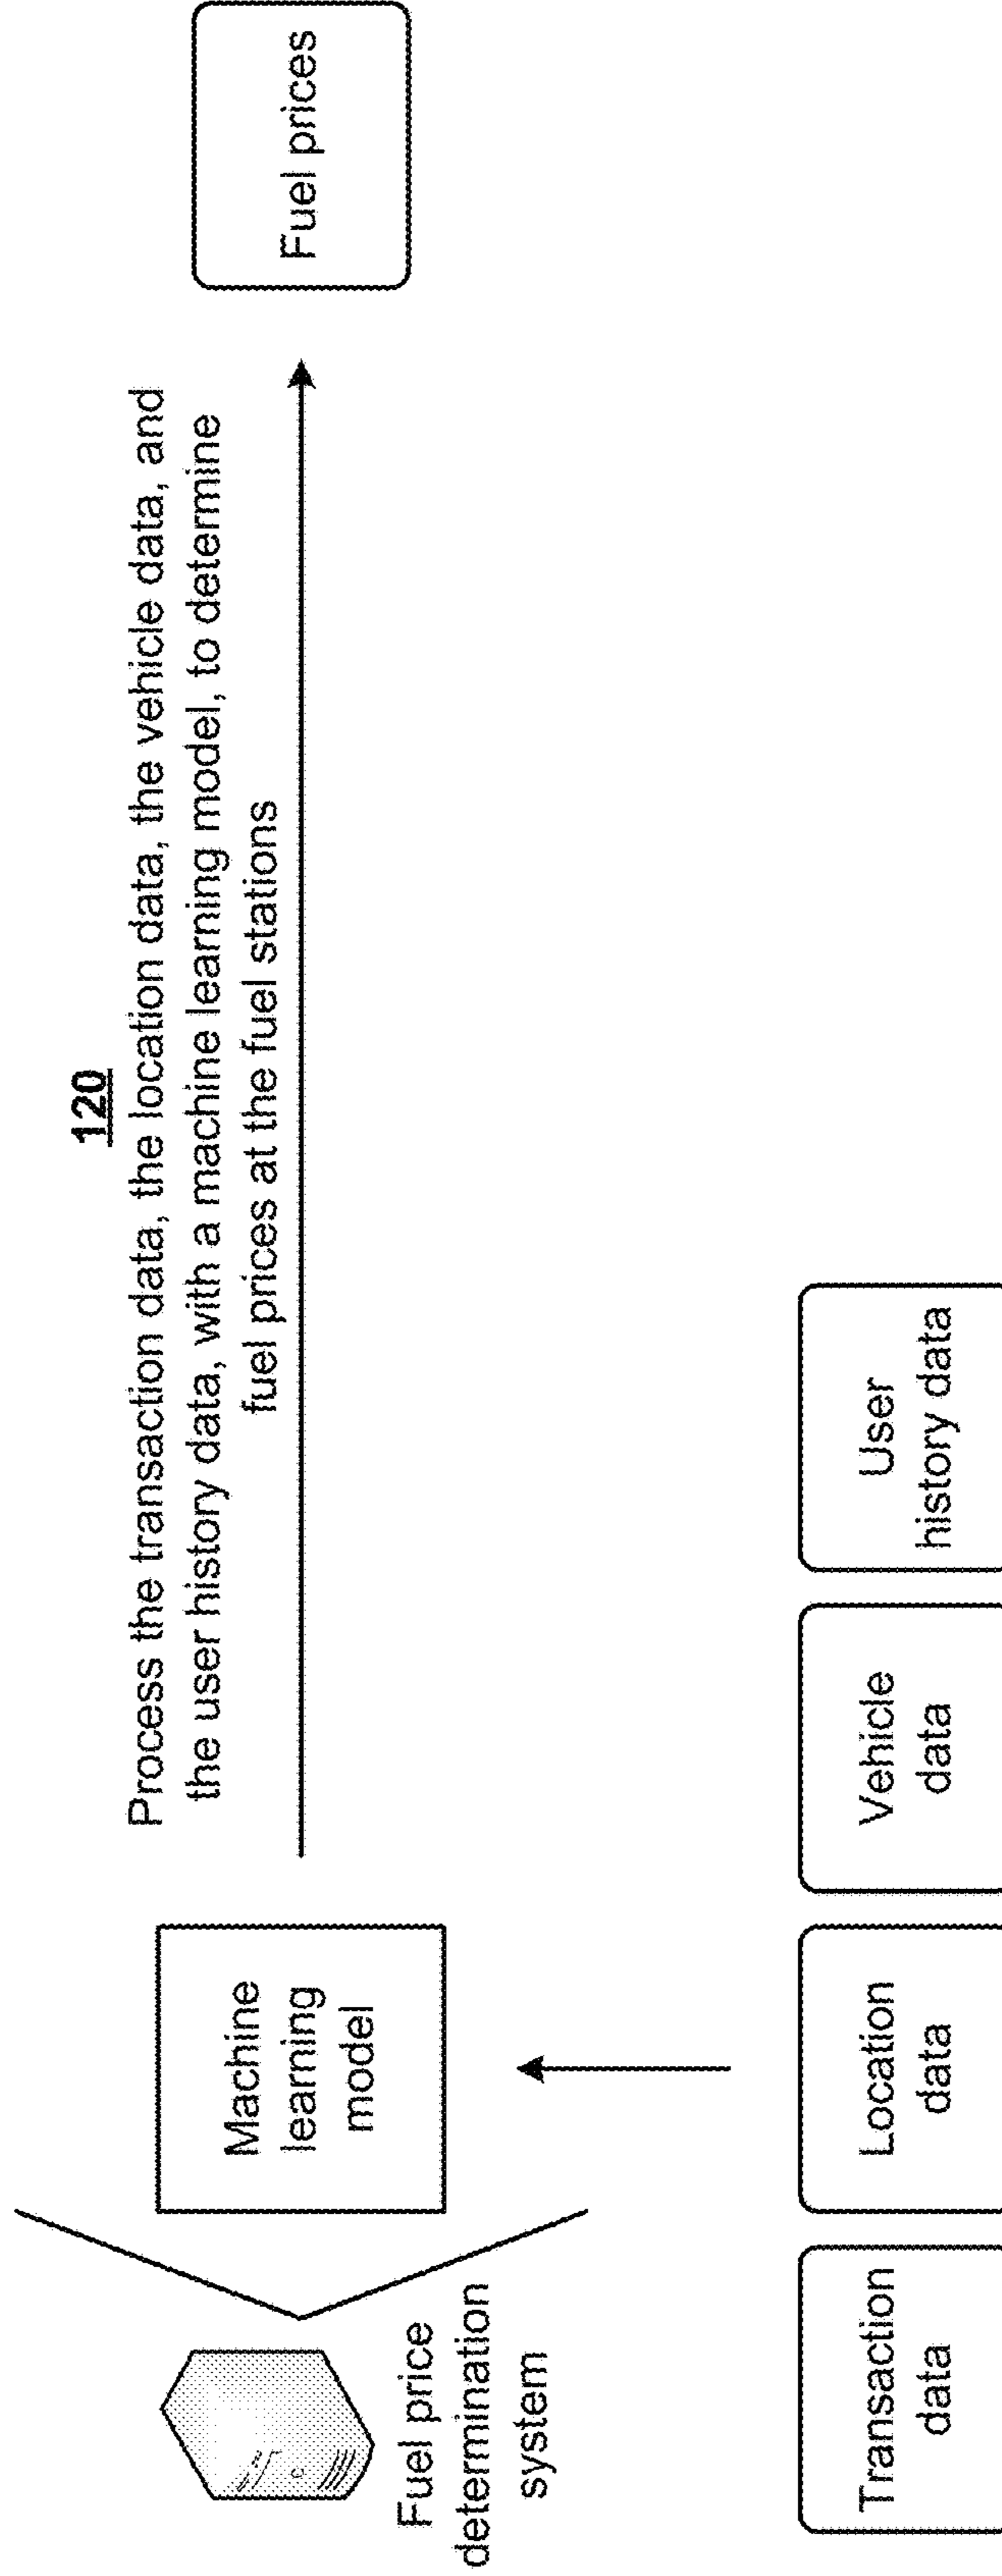 120
Process the transaction data, the location data, the vehicle data, and
the user history data, with a machine learning model, to determine
fuel prices at the fuel stations
Fuel price
determination
system
Machine
learning
model
Fuel prices
Transaction
data
Location
data
Vehicle
data
User
history data